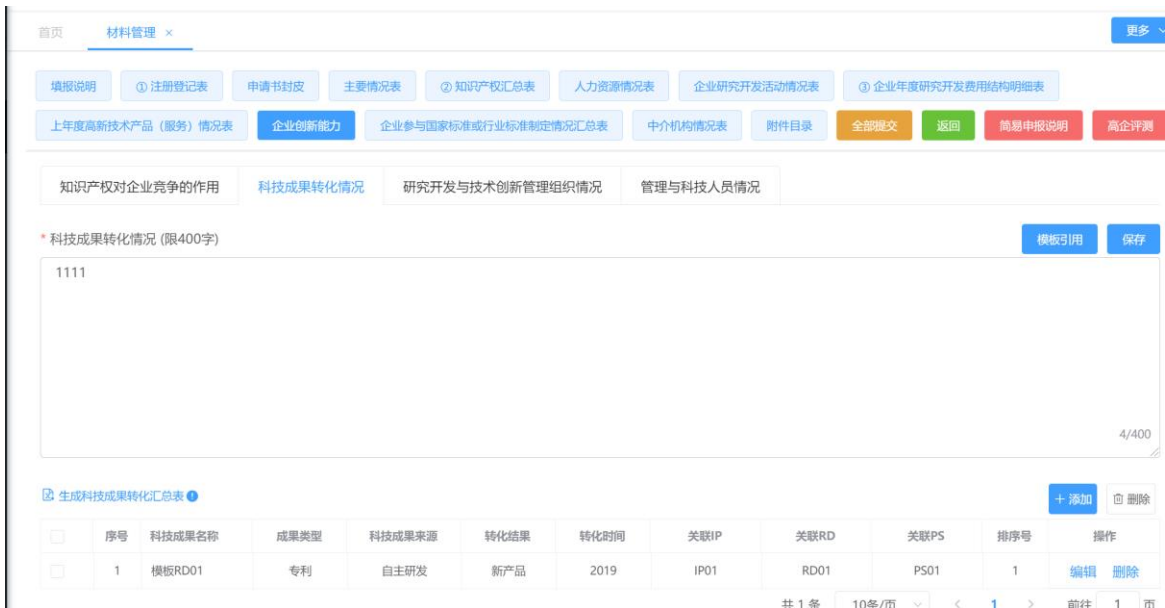 首页 材料管理 × 更多
填报说明 ① 注册登记表 申请书封皮 主要情况表 ② 知识产权汇总表 人力资源情况表 企业研究开发活动情况表 ③ 企业年度研究开发费用结构明细表
上年度高新技术产品（服务）情况表 企业创新能力 企业参与国家标准或行业标准制定情况汇总表 中介机构情况表 附件目录 全部提交 返回 简易申报说明 高企评测
知识产权对企业竞争的作用 科技成果转化情况 研究开发与技术创新管理组织情况 管理与科技人员情况
* 科技成果转化情况 (限400字) 模板引用 保存
1111
4/400
生成科技成果转化汇总表 + 添加 删除
序号 科技成果名称 成果类型 科技成果来源 转化结果 转化时间 关联IP 关联RD 关联PS 排序号 操作
1 模板RD01 专利 自主研发 新产品 2019 IP01 RD01 PS01 1 编辑 删除
共 1 条 10条/页 < 1 > 前往 1 页